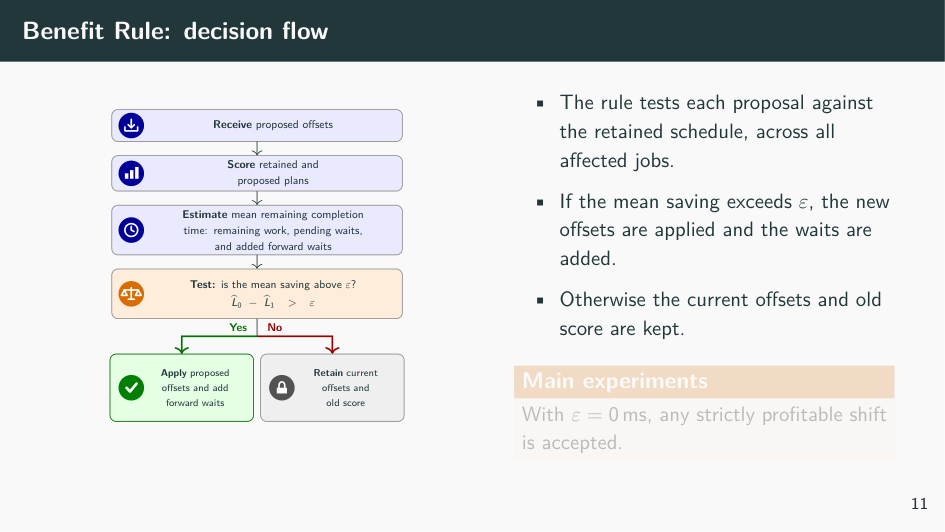 Benefit Rule: decision flow
Receive proposed offsets
Score retained and
proposed plans
Estimate mean remaining completion
time: remaining work, pending waits,
and added forward waits
Test: is the mean saving above ε?
L̂₀ − L̂₁ > ε
Yes No
Apply proposed
offsets and add
forward waits
Retain current
offsets and
old score
▪ The rule tests each proposal against
the retained schedule, across all
affected jobs.
▪ If the mean saving exceeds ε, the new
offsets are applied and the waits are
added.
▪ Otherwise the current offsets and old
score are kept.
Main experiments
With ε = 0 ms, any strictly profitable shift
is accepted.
11